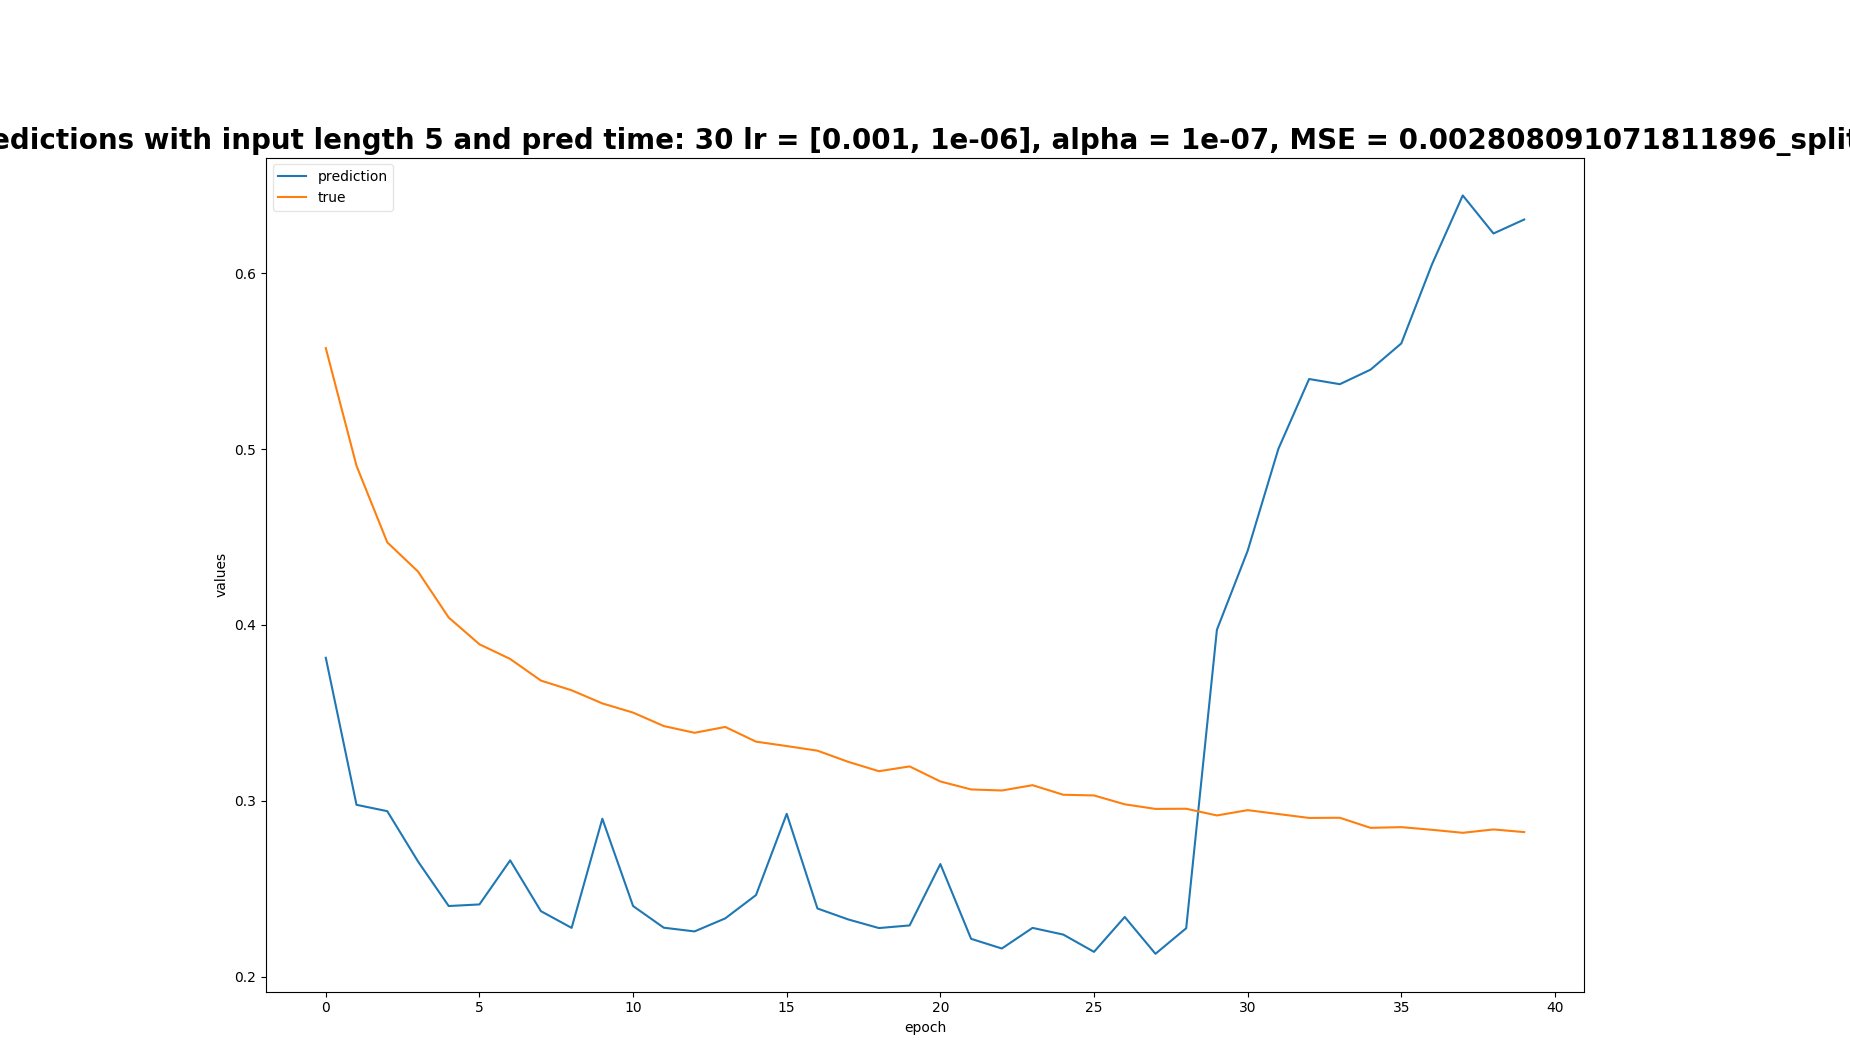 edictions with input length 5 and pred time: 30 lr = [0.001, 1e-06], alpha = 1e-07, MSE = 0.002808091071811896_split
prediction
true
values
0.6
0.5
0.4
0.3
0.2
0 5 10 15 20 25 30 35 40
epoch